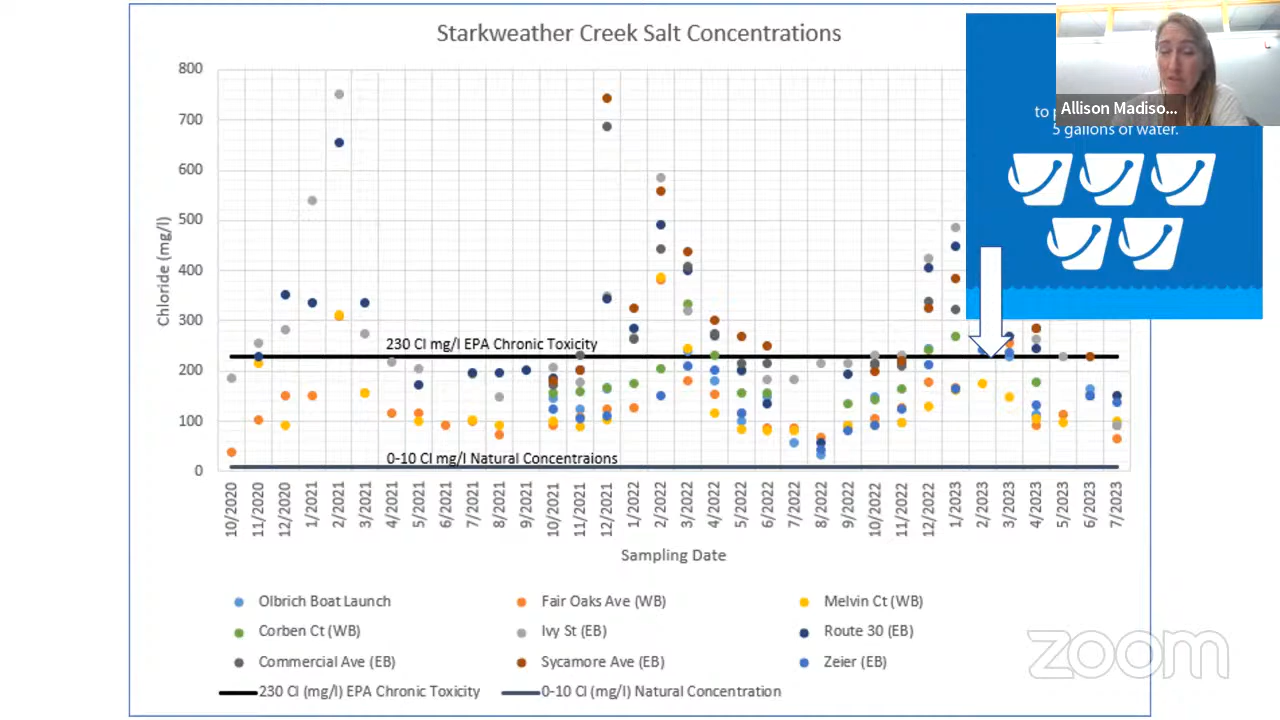 Starkweather Creek Salt Concentrations
Allison Madiso...
to
5 gallons of water.
800
700
600
500
400
300
200
100
0
Chloride (mg/l)
230 Cl mg/l EPA Chronic Toxicity
0-10 Cl mg/l Natural Concentraions
10/2020
11/2020
12/2020
1/2021
2/2021
3/2021
4/2021
5/2021
6/2021
7/2021
8/2021
9/2021
10/2021
11/2021
12/2021
1/2022
2/2022
3/2022
4/2022
5/2022
6/2022
7/2022
8/2022
9/2022
10/2022
11/2022
12/2022
1/2023
2/2023
3/2023
4/2023
5/2023
6/2023
7/2023
Sampling Date
Olbrich Boat Launch
Fair Oaks Ave (WB)
Melvin Ct (WB)
Corben Ct (WB)
Ivy St (EB)
Route 30 (EB)
Commercial Ave (EB)
Sycamore Ave (EB)
Zeier (EB)
230 Cl (mg/l) EPA Chronic Toxicity
0-10 Cl (mg/l) Natural Concentration
zoom